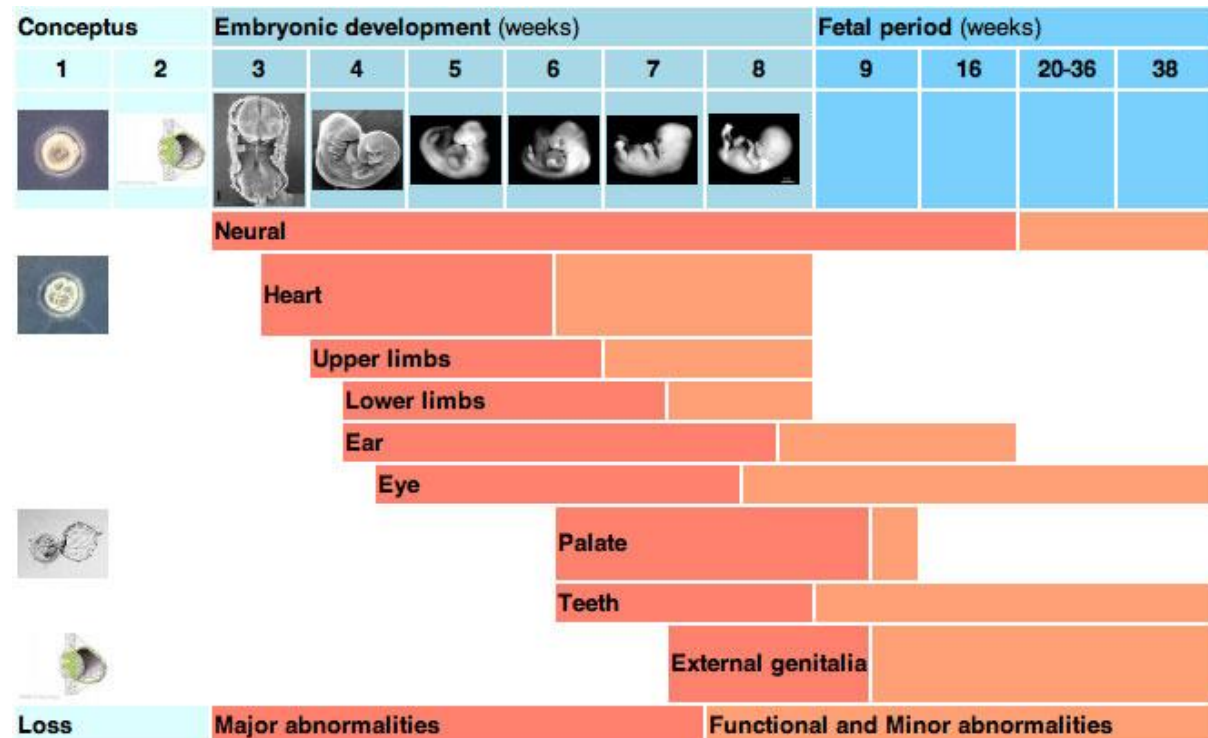 Conceptus Embryonic development (weeks) Fetal period (weeks)
1 2 3 4 5 6 7 8 9 16 20-36 38
Neural
Heart
Upper limbs
Lower limbs
Ear
Eye
Palate
Teeth
External genitalia
Loss Major abnormalities Functional and Minor abnormalities